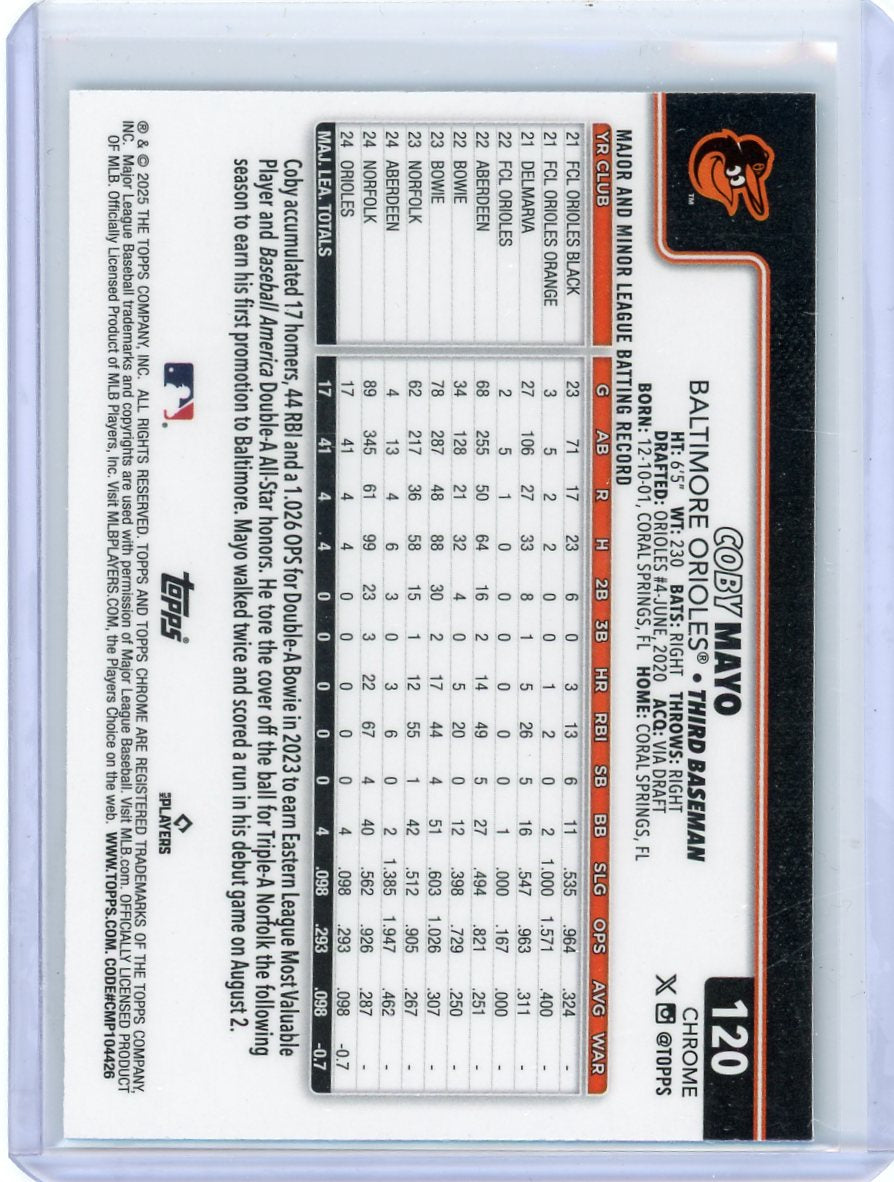 120
CHROME
𝕏 @TOPPS
COBY MAYO
BALTIMORE ORIOLES® • THIRD BASEMAN
HT: 6'5" WT: 230 BATS: RIGHT THROWS: RIGHT
DRAFTED: ORIOLES #4-JUNE, 2020 ACQ: VIA DRAFT
BORN: 12-10-01, CORAL SPRINGS, FL HOME: CORAL SPRINGS, FL
TM
MAJOR AND MINOR LEAGUE BATTING RECORD
YR CLUB G AB R H 2B 3B HR RBI SB BB SLG OPS AVG WAR
21 FCL ORIOLES BLACK 23 71 17 23 6 0 3 13 6 11 .535 .964 .324 -
21 FCL ORIOLES ORANGE 3 5 2 2 0 0 1 2 0 2 1.000 1.571 .400 -
21 DELMARVA 27 106 27 33 8 1 5 26 5 16 .547 .963 .311 -
22 FCL ORIOLES 2 5 1 0 0 0 0 0 0 1 .000 .167 .000 -
22 ABERDEEN 68 255 50 64 16 2 14 49 5 27 .494 .821 .251 -
22 BOWIE 34 128 21 32 4 0 5 20 0 12 .398 .729 .250 -
23 BOWIE 78 287 48 88 30 2 17 44 4 51 .603 1.026 .307 -
23 NORFOLK 62 217 36 58 15 1 12 55 1 42 .512 .905 .267 -
24 ABERDEEN 4 13 4 6 3 0 3 6 0 2 1.385 1.947 .462 -
24 NORFOLK 89 345 61 99 23 3 22 67 4 40 .562 .926 .287 -
24 ORIOLES 17 41 4 4 0 0 0 0 0 4 .098 .293 .098 -0.7
MAJ. LEA. TOTALS 17 41 4 4 0 0 0 0 0 4 .098 .293 .098 -0.7
Coby accumulated 17 homers, 44 RBI and a 1.026 OPS for Double-A Bowie in 2023 to earn Eastern League Most Valuable
Player and Baseball America Double-A All-Star honors. He tore the cover off the ball for Triple-A Norfolk the following
season to earn his first promotion to Baltimore. Mayo walked twice and scored a run in his debut game on August 2.
topps®
MLB PLAYERS
® & © 2025 THE TOPPS COMPANY, INC. ALL RIGHTS RESERVED. TOPPS AND TOPPS CHROME ARE REGISTERED TRADEMARKS OF THE TOPPS COMPANY,
INC. Major League Baseball trademarks and copyrights are used with permission of Major League Baseball. Visit MLB.com. OFFICIALLY LICENSED PRODUCT
OF MLB. Officially Licensed Product of MLB Players, Inc. Visit MLBPLAYERS.COM, the Players Choice on the web. WWW.TOPPS.COM. CODE#CMP104426